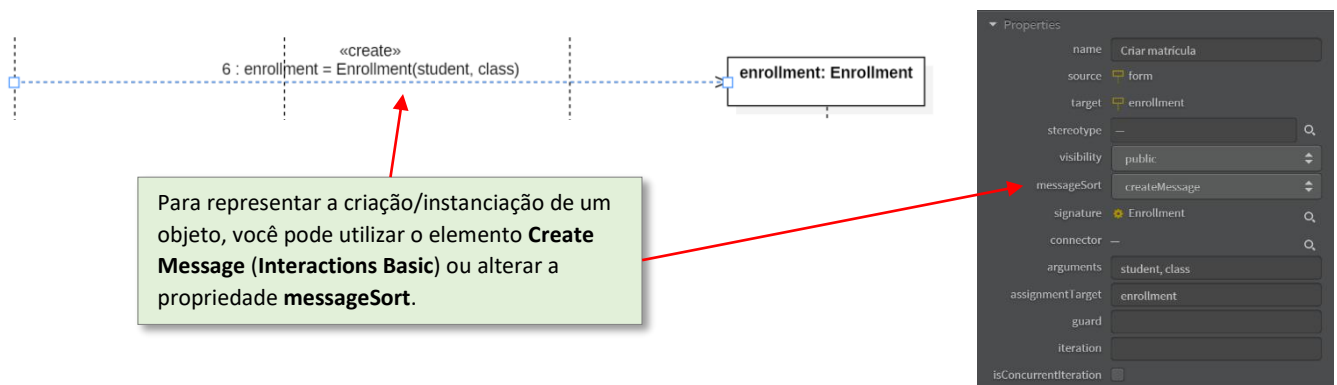 «create»
6 : enrollment = Enrollment(student, class)
enrollment: Enrollment
Para representar a criação/instanciação de um
objeto, você pode utilizar o elemento Create
Message (Interactions Basic) ou alterar a
propriedade messageSort.
Properties
name Criar matrícula
source form
target enrollment
stereotype —
visibility public
messageSort createMessage
signature Enrollment
connector —
arguments student, class
assignmentTarget enrollment
guard
iteration
isConcurrentIteration